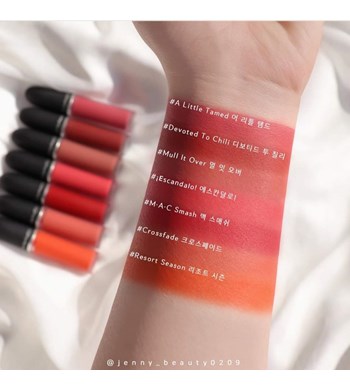 #A Little Tamed 어 리틀 탬드
#Devoted To Chili 디보티드 투 칠리
#Mull It Over 멀 잇 오버
#¡Escandalo! 에스칸달로!
#M·A·C Smash 맥 스매쉬
#Crossfade 크로스페이드
#Resort Season 리조트 시즌
@jenny_beauty0209